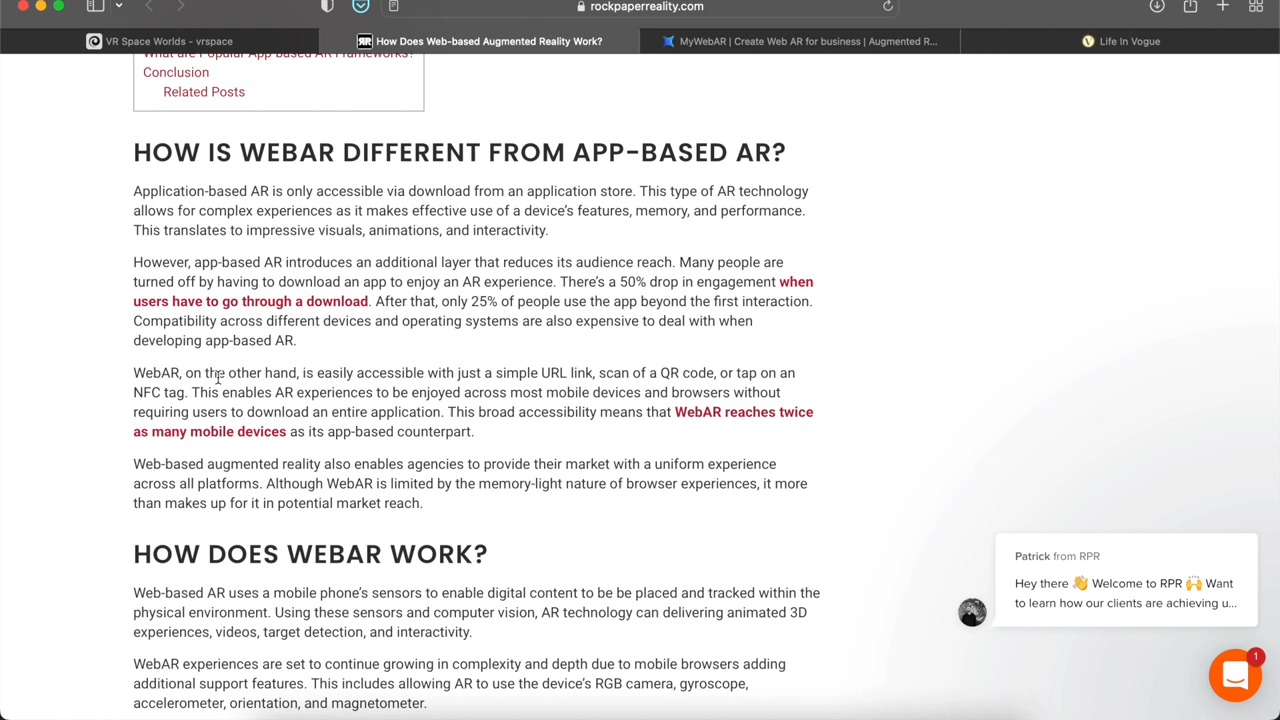 rockpaperreality.com
VR Space Worlds - vrspace
How Does Web-based Augmented Reality Work?
MyWebAR | Create Web AR for business | Augmented R...
Life In Vogue
What are Popular App based AR Frameworks?
Conclusion
Related Posts
HOW IS WEBAR DIFFERENT FROM APP-BASED AR?
Application-based AR is only accessible via download from an application store. This type of AR technology
allows for complex experiences as it makes effective use of a device's features, memory, and performance.
This translates to impressive visuals, animations, and interactivity.
However, app-based AR introduces an additional layer that reduces its audience reach. Many people are
turned off by having to download an app to enjoy an AR experience. There's a 50% drop in engagement when
users have to go through a download. After that, only 25% of people use the app beyond the first interaction.
Compatibility across different devices and operating systems are also expensive to deal with when
developing app-based AR.
WebAR, on the other hand, is easily accessible with just a simple URL link, scan of a QR code, or tap on an
NFC tag. This enables AR experiences to be enjoyed across most mobile devices and browsers without
requiring users to download an entire application. This broad accessibility means that WebAR reaches twice
as many mobile devices as its app-based counterpart.
Web-based augmented reality also enables agencies to provide their market with a uniform experience
across all platforms. Although WebAR is limited by the memory-light nature of browser experiences, it more
than makes up for it in potential market reach.
HOW DOES WEBAR WORK?
Web-based AR uses a mobile phone's sensors to enable digital content to be be placed and tracked within the
physical environment. Using these sensors and computer vision, AR technology can delivering animated 3D
experiences, videos, target detection, and interactivity.
WebAR experiences are set to continue growing in complexity and depth due to mobile browsers adding
additional support features. This includes allowing AR to use the device's RGB camera, gyroscope,
accelerometer, orientation, and magnetometer.
Patrick from RPR
Hey there 👋 Welcome to RPR 🙌 Want
to learn how our clients are achieving u...
1